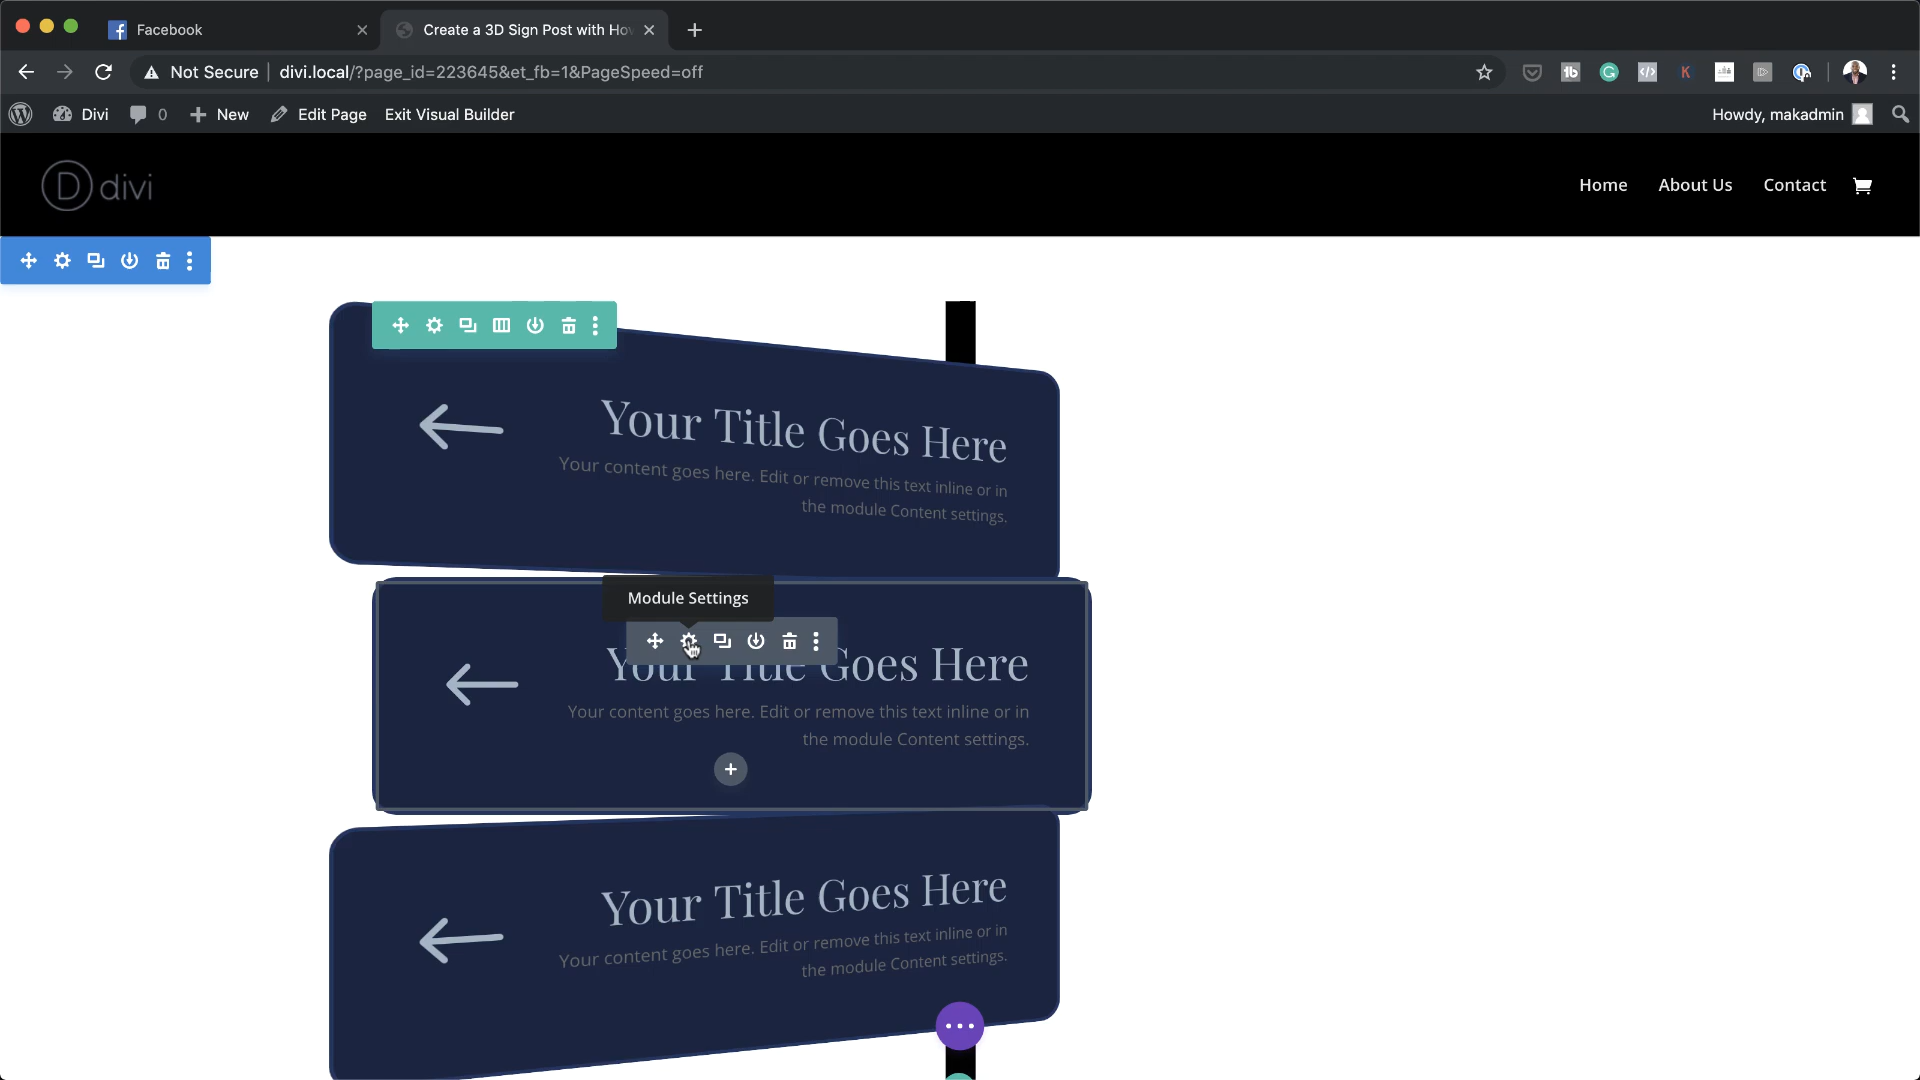 Facebook
Create a 3D Sign Post with Hov
Not Secure
divi.local/?page_id=223645&et_fb=1&PageSpeed=off
Divi
0
New
Edit Page
Exit Visual Builder
Howdy, makadmin
D divi
Home
About Us
Contact
Your Title Goes Here
Your content goes here. Edit or remove this text inline or in
the module Content settings.
Module Settings
Your Title Goes Here
Your content goes here. Edit or remove this text inline or in
the module Content settings.
Your Title Goes Here
Your content goes here. Edit or remove this text inline or in
the module Content settings.